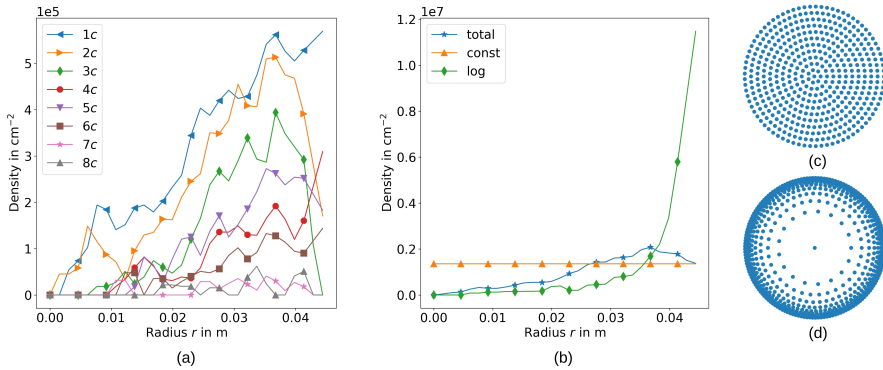 1e5
Density in cm⁻²
5
4
3
2
1
0
1c
2c
3c
4c
5c
6c
7c
8c
0.00
0.01
0.02
0.03
0.04
Radius r in m
(a)
1e7
Density in cm⁻²
1.2
1.0
0.8
0.6
0.4
0.2
0.0
total
const
log
0.00
0.01
0.02
0.03
0.04
Radius r in m
(b)
(c)
(d)